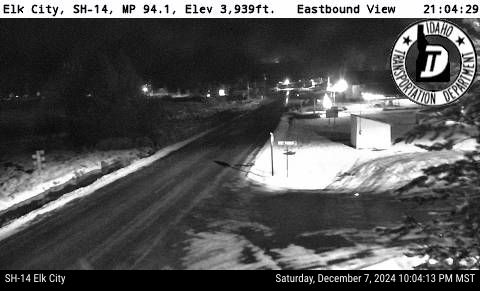 Elk City, SH-14, MP 94.1, Elev 3,939ft. Eastbound View 21:04:29
IDAHO
TRANSPORTATION DEPARTMENT
SH-14 Elk City
Saturday, December 7, 2024 10:04:13 PM MST